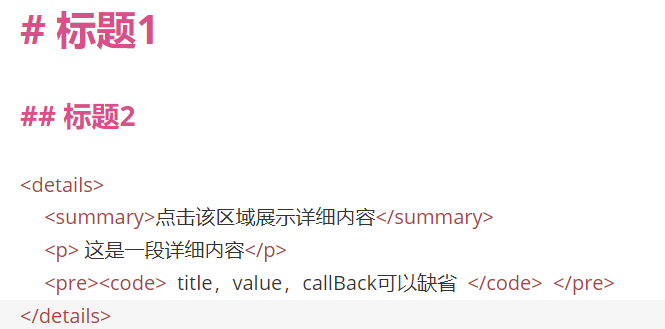 # 标题1
## 标题2
<details>
<summary>点击该区域展示详细内容</summary>
<p> 这是一段详细内容</p>
<pre><code>  title，value，callBack可以缺省  </code>  </pre>
</details>